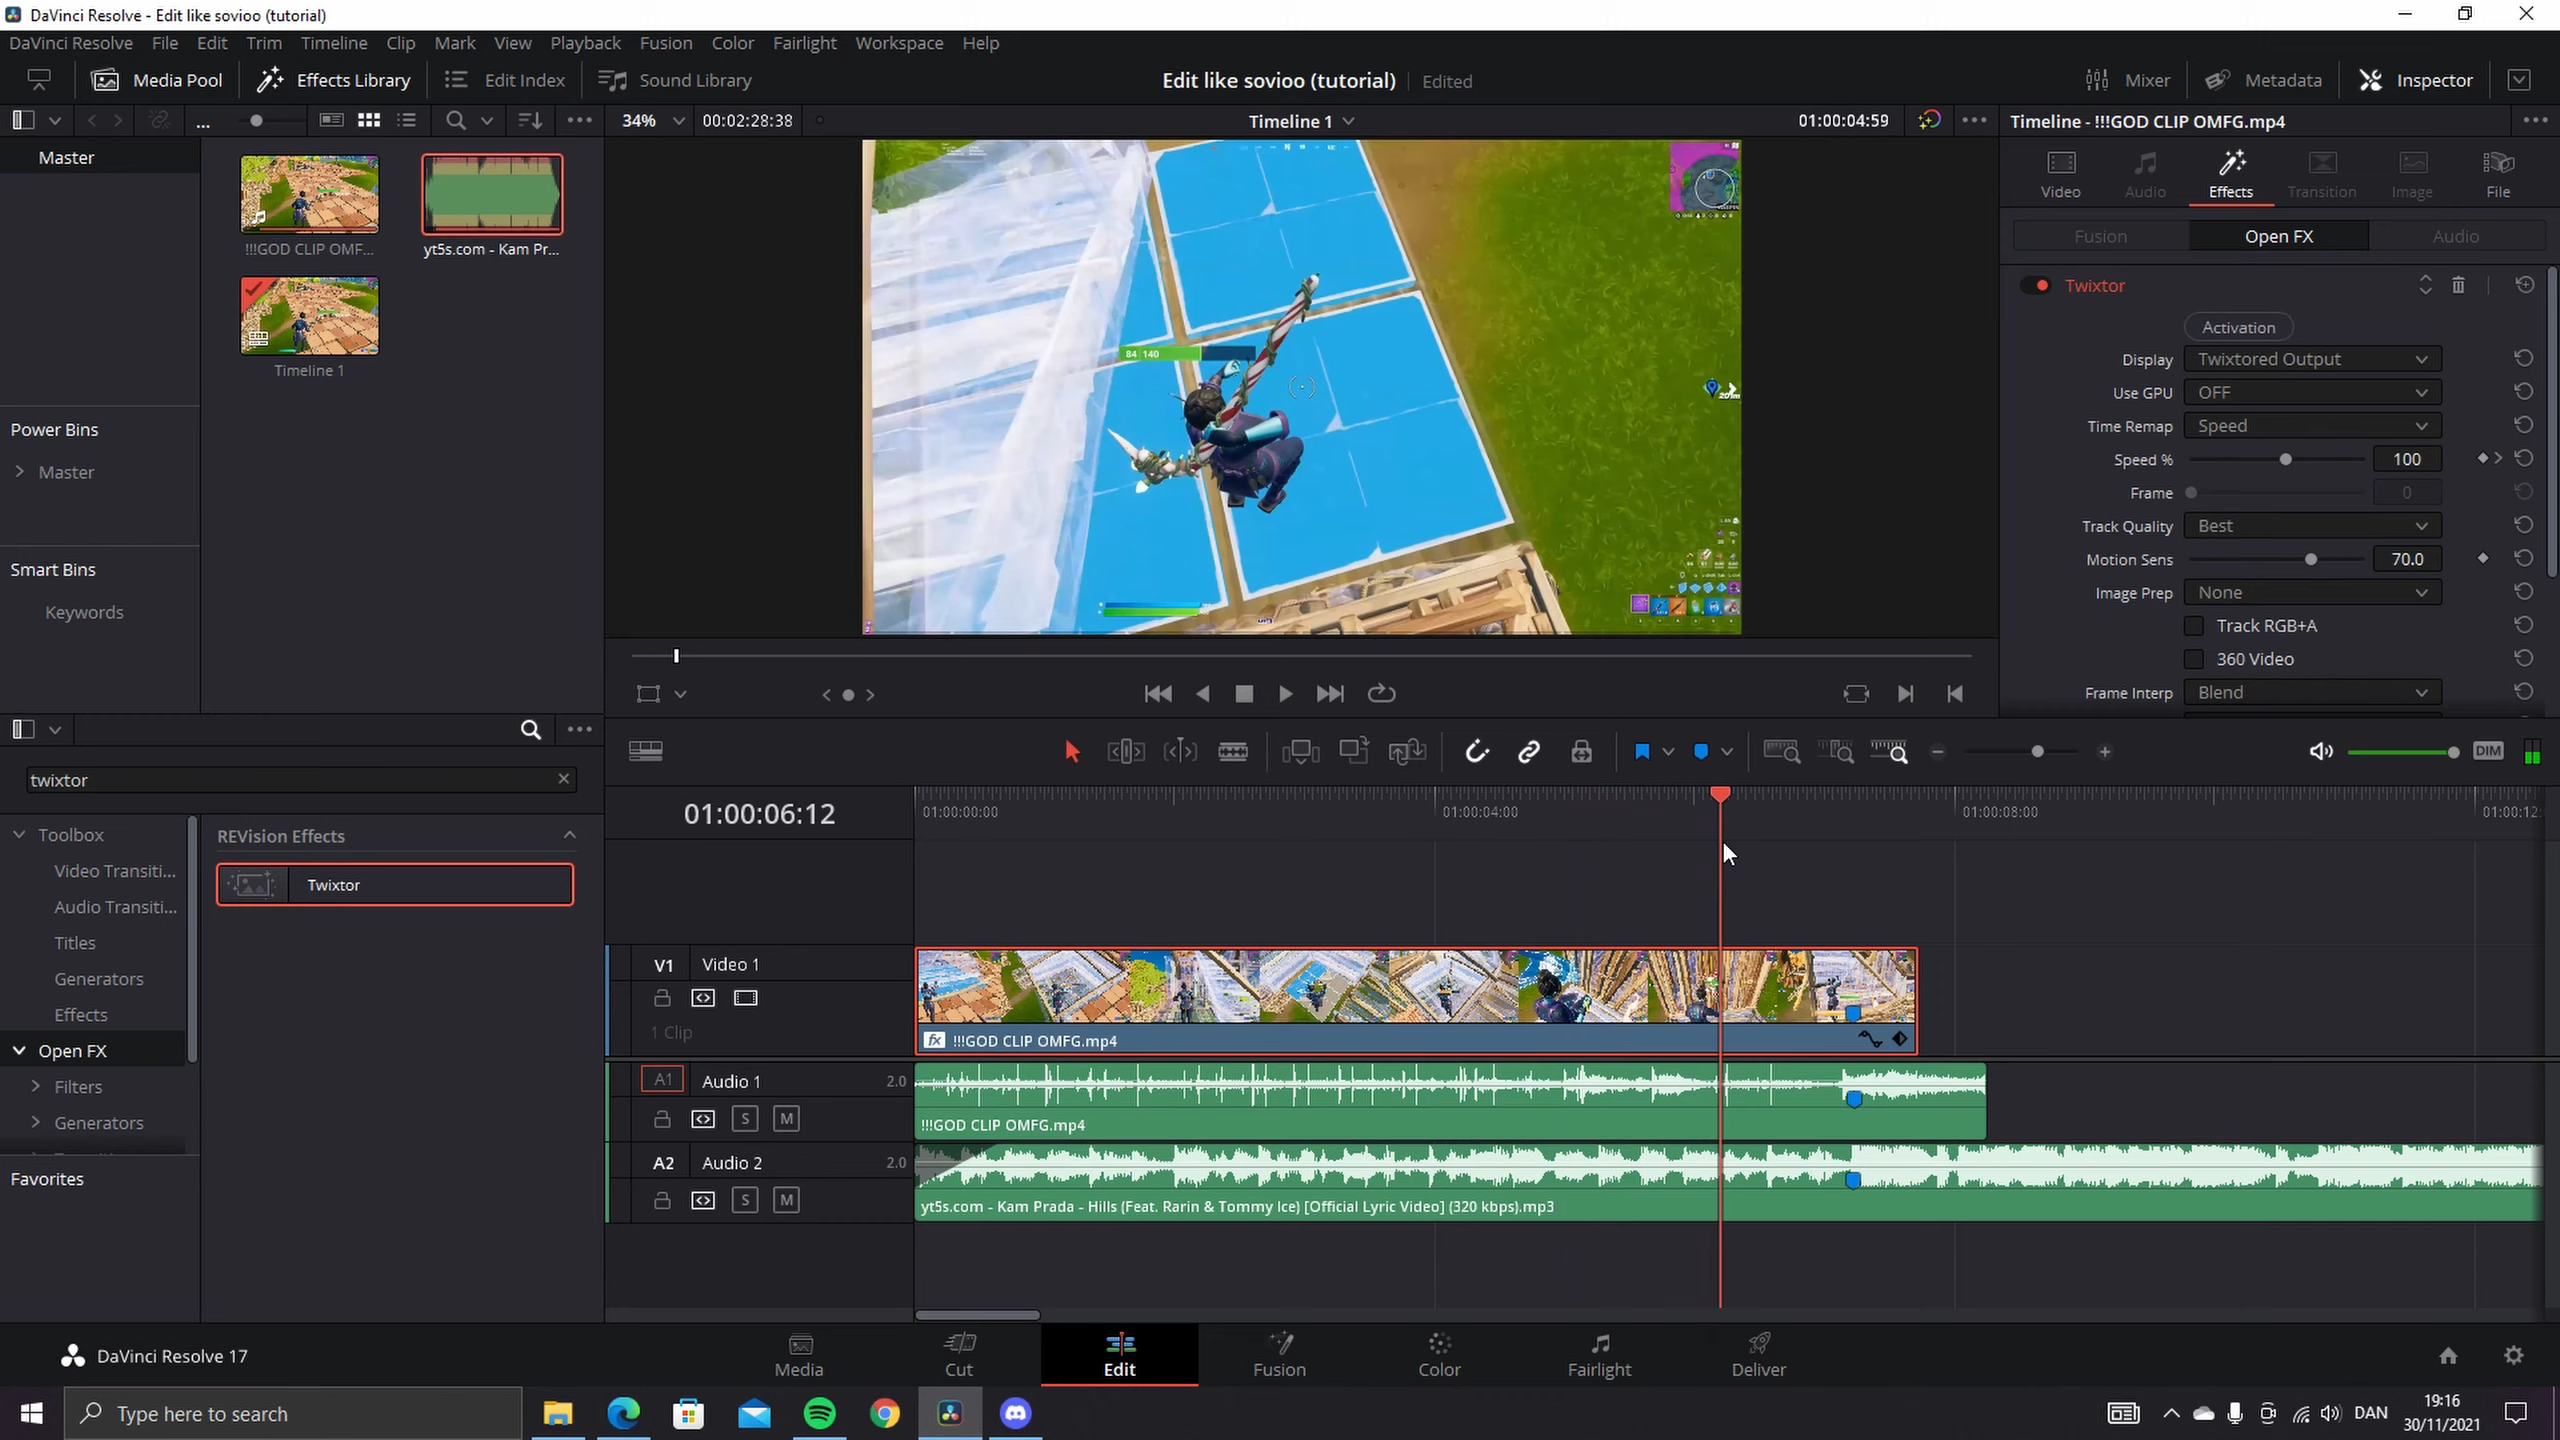 DaVinci Resolve - Edit like sovioo (tutorial)
DaVinci Resolve File Edit Trim Timeline Clip Mark View Playback Fusion Color Fairlight Workspace Help
Media Pool Effects Library Edit Index Sound Library Edit like sovioo (tutorial) Edited Mixer Metadata Inspector
34% 00:02:28:38 Timeline 1 01:00:04:59 Timeline - !!!GOD CLIP OMFG.mp4
Master
!!!GOD CLIP OMF...
yt5s.com - Kam Pr...
Timeline 1
Power Bins
Master
Smart Bins
Keywords
84 140
Video Audio Effects Transition Image File
Fusion Open FX Audio
Twixtor
Activation
Display Twixtored Output
Use GPU OFF
Time Remap Speed
Speed % 100
Frame 0
Track Quality Best
Motion Sens 70.0
Image Prep None
Track RGB+A
360 Video
Frame Interp Blend
twixtor
Toolbox
Video Transiti...
Audio Transiti...
Titles
Generators
Effects
Open FX
Filters
Generators
Favorites
REVision Effects
Twixtor
DIM
01:00:06:12
01:00:00:00 01:00:04:00 01:00:08:00 01:00:12:
V1 Video 1
1 Clip
!!!GOD CLIP OMFG.mp4
A1 Audio 1 2.0
S M
!!!GOD CLIP OMFG.mp4
A2 Audio 2 2.0
S M
yt5s.com - Kam Prada - Hills (Feat. Rarin & Tommy Ice) [Official Lyric Video] (320 kbps).mp3
DaVinci Resolve 17
Media Cut Edit Fusion Color Fairlight Deliver
Type here to search
DAN
19:16
30/11/2021